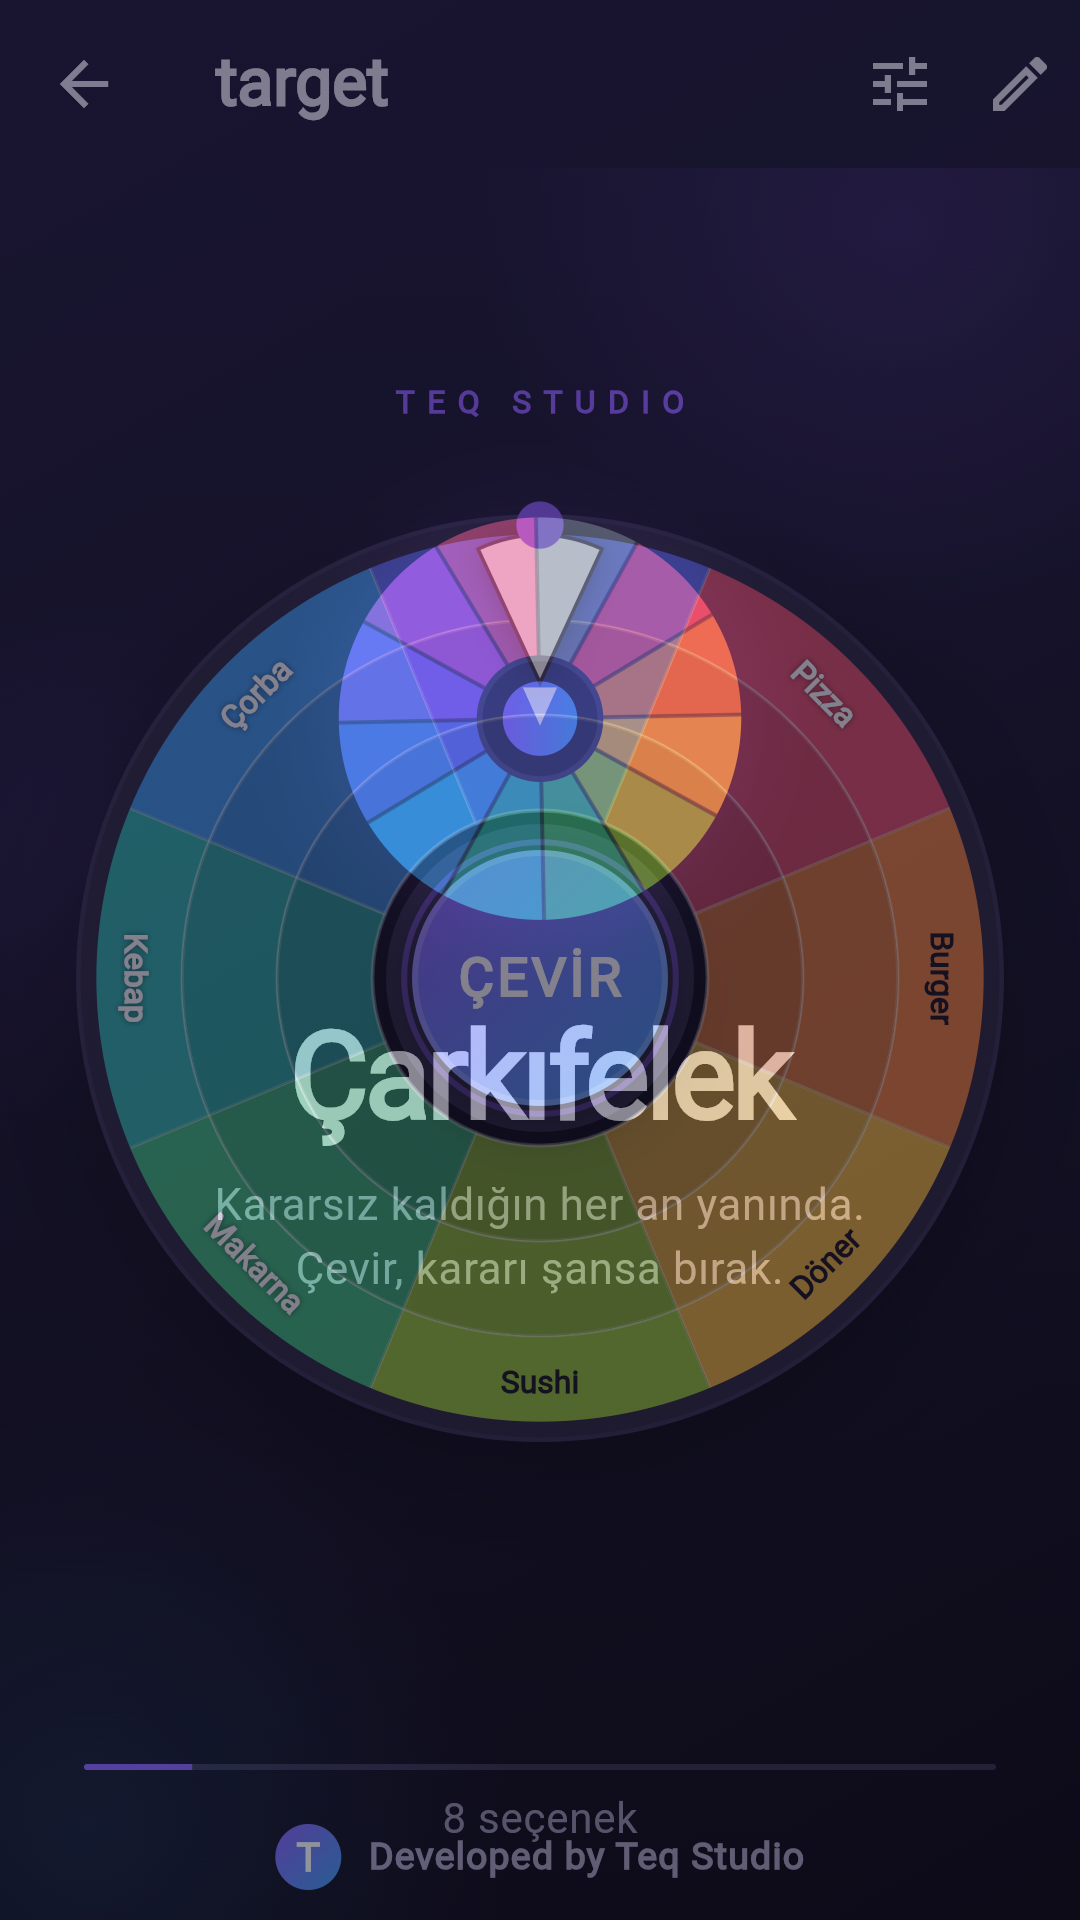 target
TEQ STUDIO
Çorba
Pizza
Kebap
Burger
ÇEVİR
Çarkıfelek
Kararsız kaldığın her an yanında.
Çevir, kararı şansa bırak.
Makarna
Döner
Sushi
8 seçenek
T Developed by Teq Studio